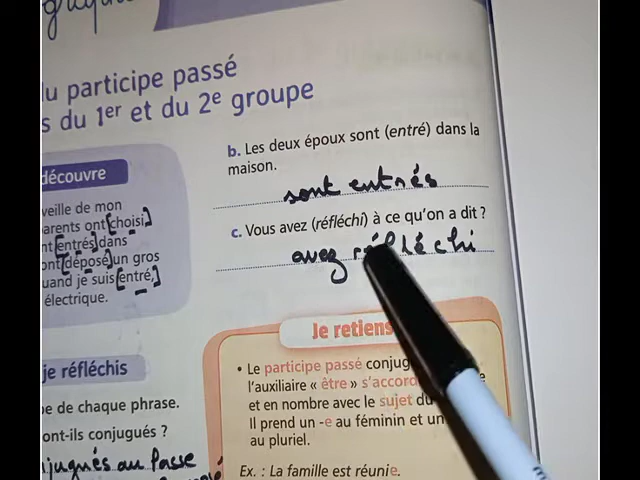 du participe passé
s du 1er et du 2e groupe
découvre
veille de mon
parents ont [choisi]
nt [entrés] dans
ont [déposé] un gros
uand je suis [entré,]
électrique.
je réfléchis
pe de chaque phrase.
ont-ils conjugués ?
jugués au Passe
b. Les deux époux sont (entré) dans la
maison.
sont entrés
c. Vous avez (réfléchi) à ce qu'on a dit ?
avez réfléchi
Je retiens
• Le participe passé conjug
l'auxiliaire « être » s'accord
et en nombre avec le sujet du
Il prend un -e au féminin et un
au pluriel.
Ex. : La famille est réunie.